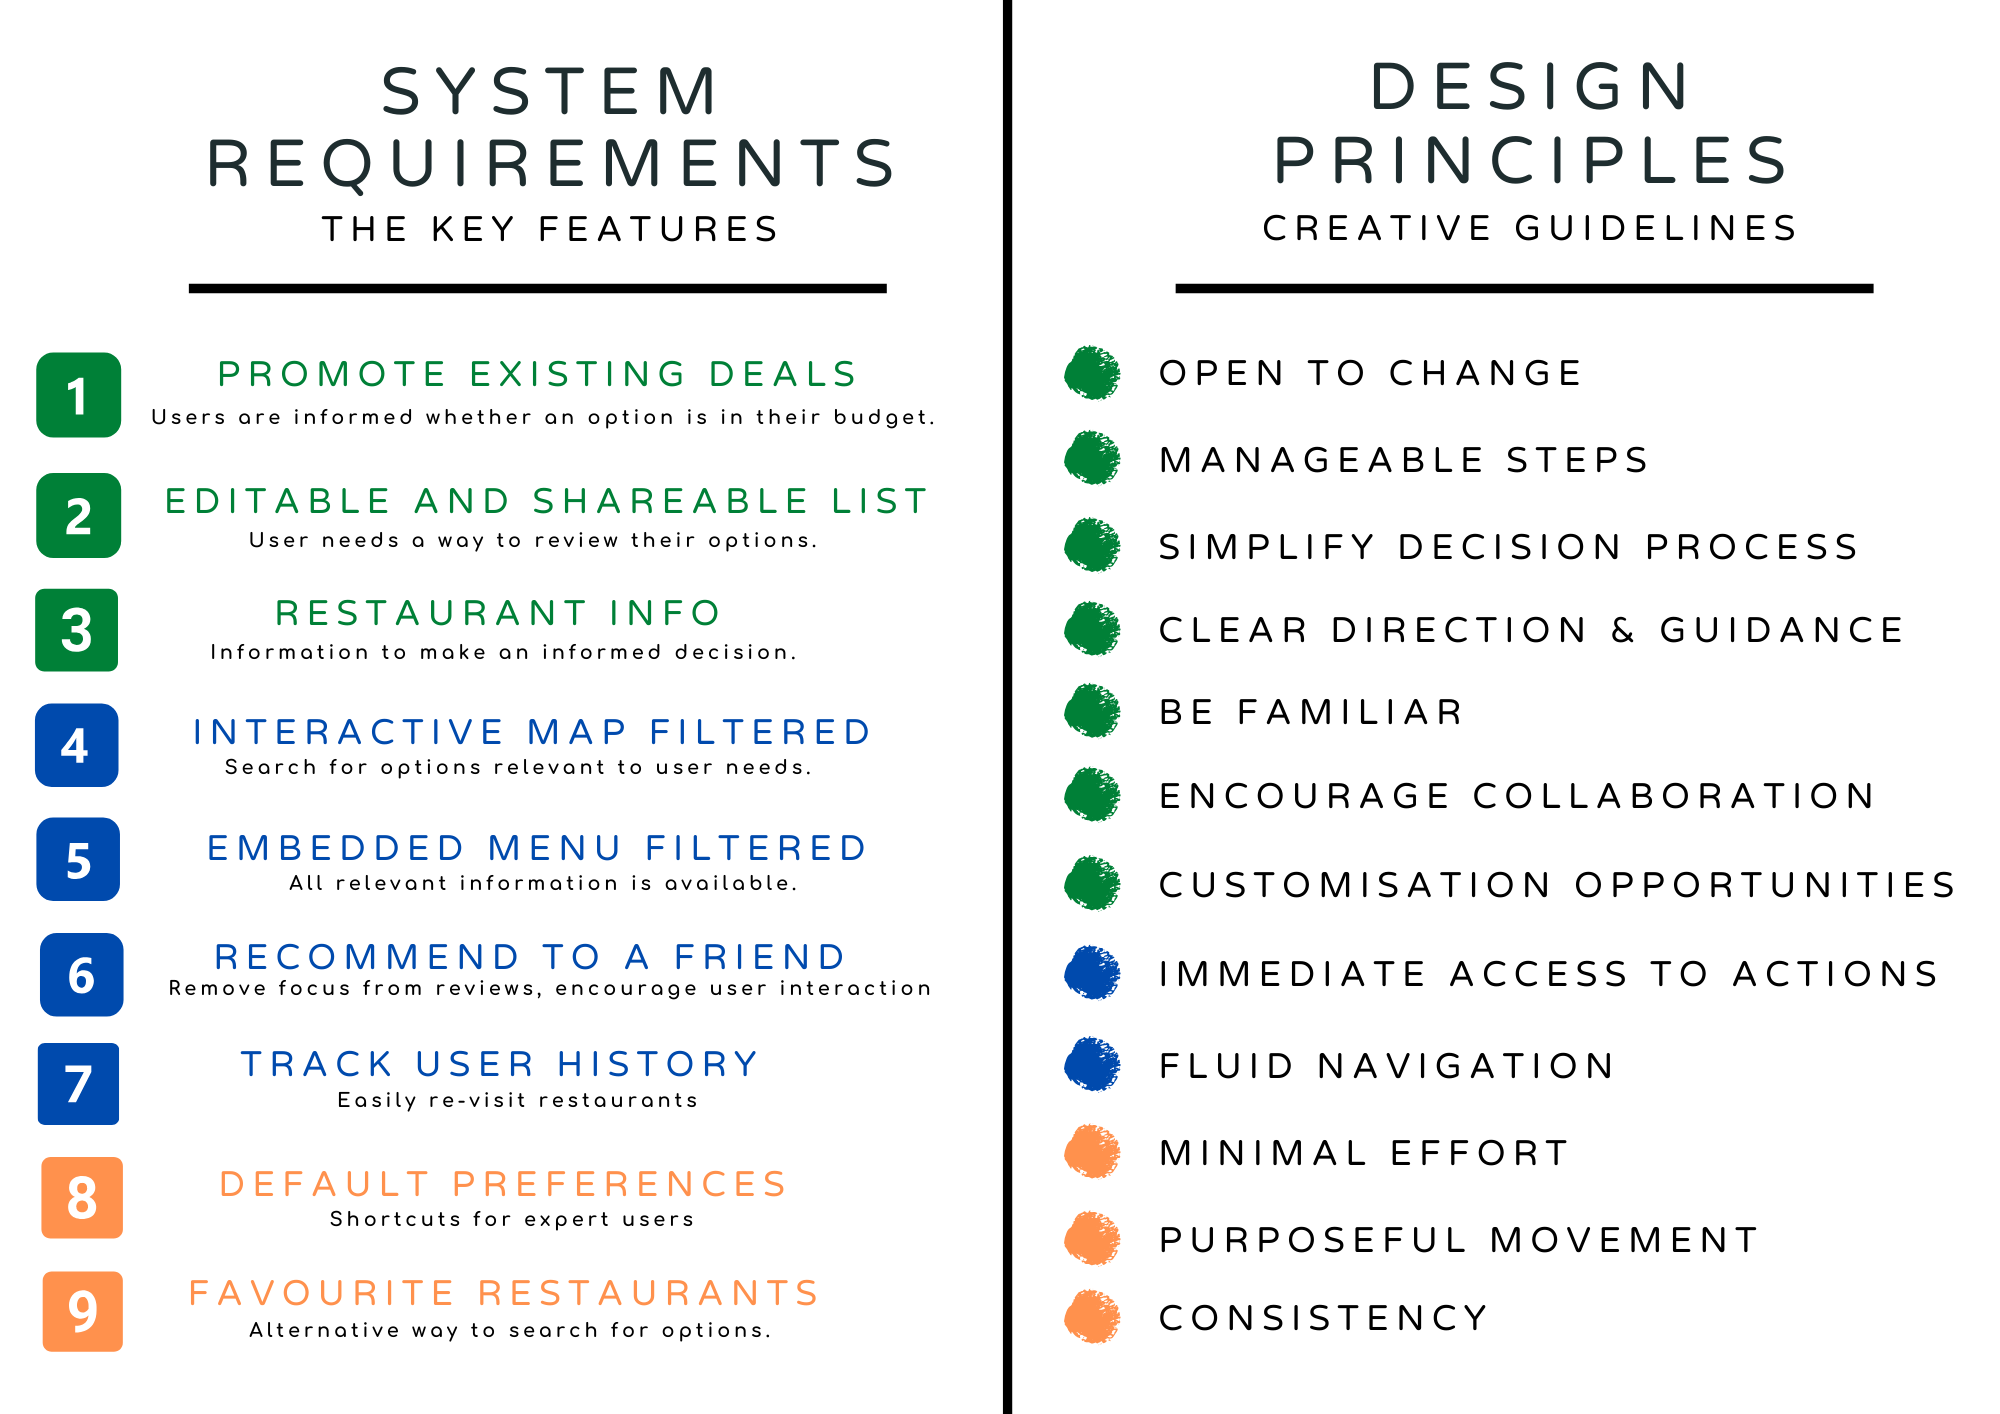 SYSTEM
REQUIREMENTS
THE KEY FEATURES
1
PROMOTE EXISTING DEALS
Users are informed whether an option is in their budget.
2
EDITABLE AND SHAREABLE LIST
User needs a way to review their options.
3
RESTAURANT INFO
Information to make an informed decision.
4
INTERACTIVE MAP FILTERED
Search for options relevant to user needs.
5
EMBEDDED MENU FILTERED
All relevant information is available.
6
RECOMMEND TO A FRIEND
Remove focus from reviews, encourage user interaction
7
TRACK USER HISTORY
Easily re-visit restaurants
8
DEFAULT PREFERENCES
Shortcuts for expert users
9
FAVOURITE RESTAURANTS
Alternative way to search for options.
DESIGN
PRINCIPLES
CREATIVE GUIDELINES
OPEN TO CHANGE
MANAGEABLE STEPS
SIMPLIFY DECISION PROCESS
CLEAR DIRECTION & GUIDANCE
BE FAMILIAR
ENCOURAGE COLLABORATION
CUSTOMISATION OPPORTUNITIES
IMMEDIATE ACCESS TO ACTIONS
FLUID NAVIGATION
MINIMAL EFFORT
PURPOSEFUL MOVEMENT
CONSISTENCY